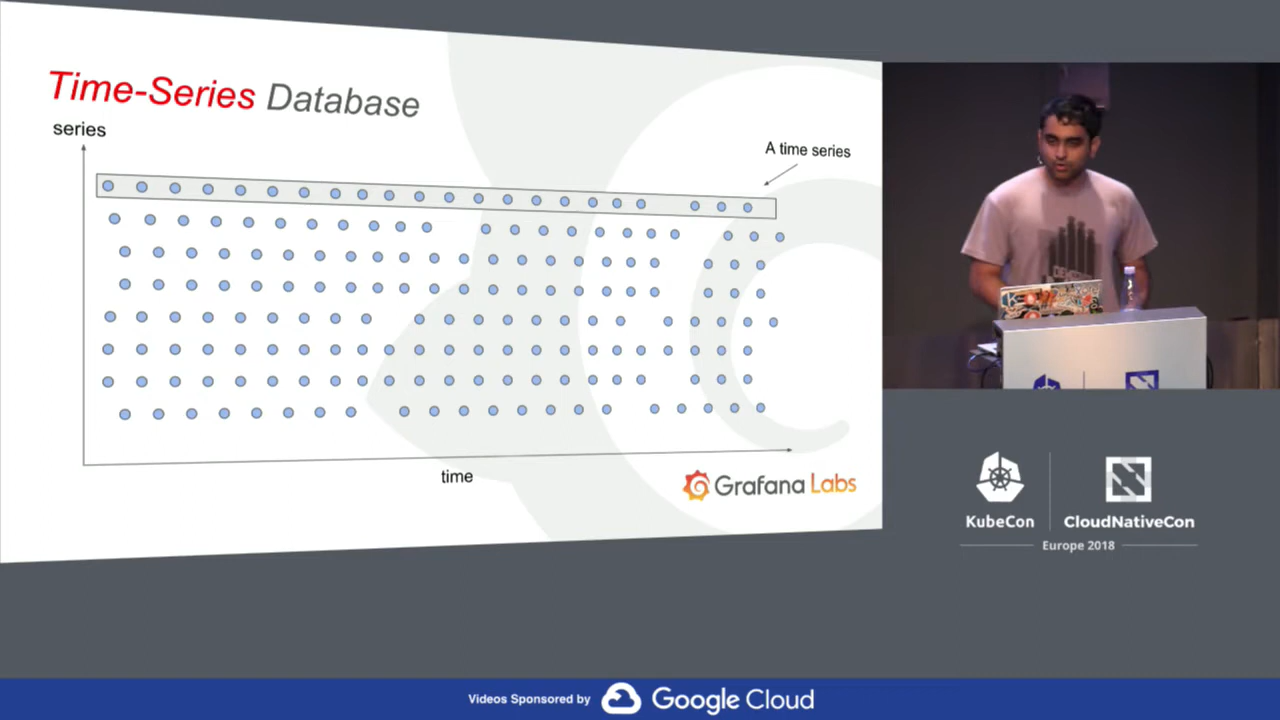 Time-Series Database
series
A time series
time
Grafana Labs
KubeCon
CloudNativeCon
Europe 2018
Videos Sponsored by Google Cloud